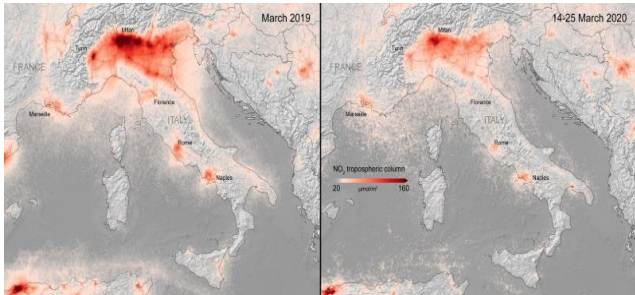 March 2019
Milan
Turin
FRANCE
Marseille
Florence
ITALY
Rome
Naples
14-25 March 2020
Milan
Turin
FRANCE
Marseille
Florence
ITALY
Rome
NO₂ tropospheric column
20 µmol/m² 160
Naples